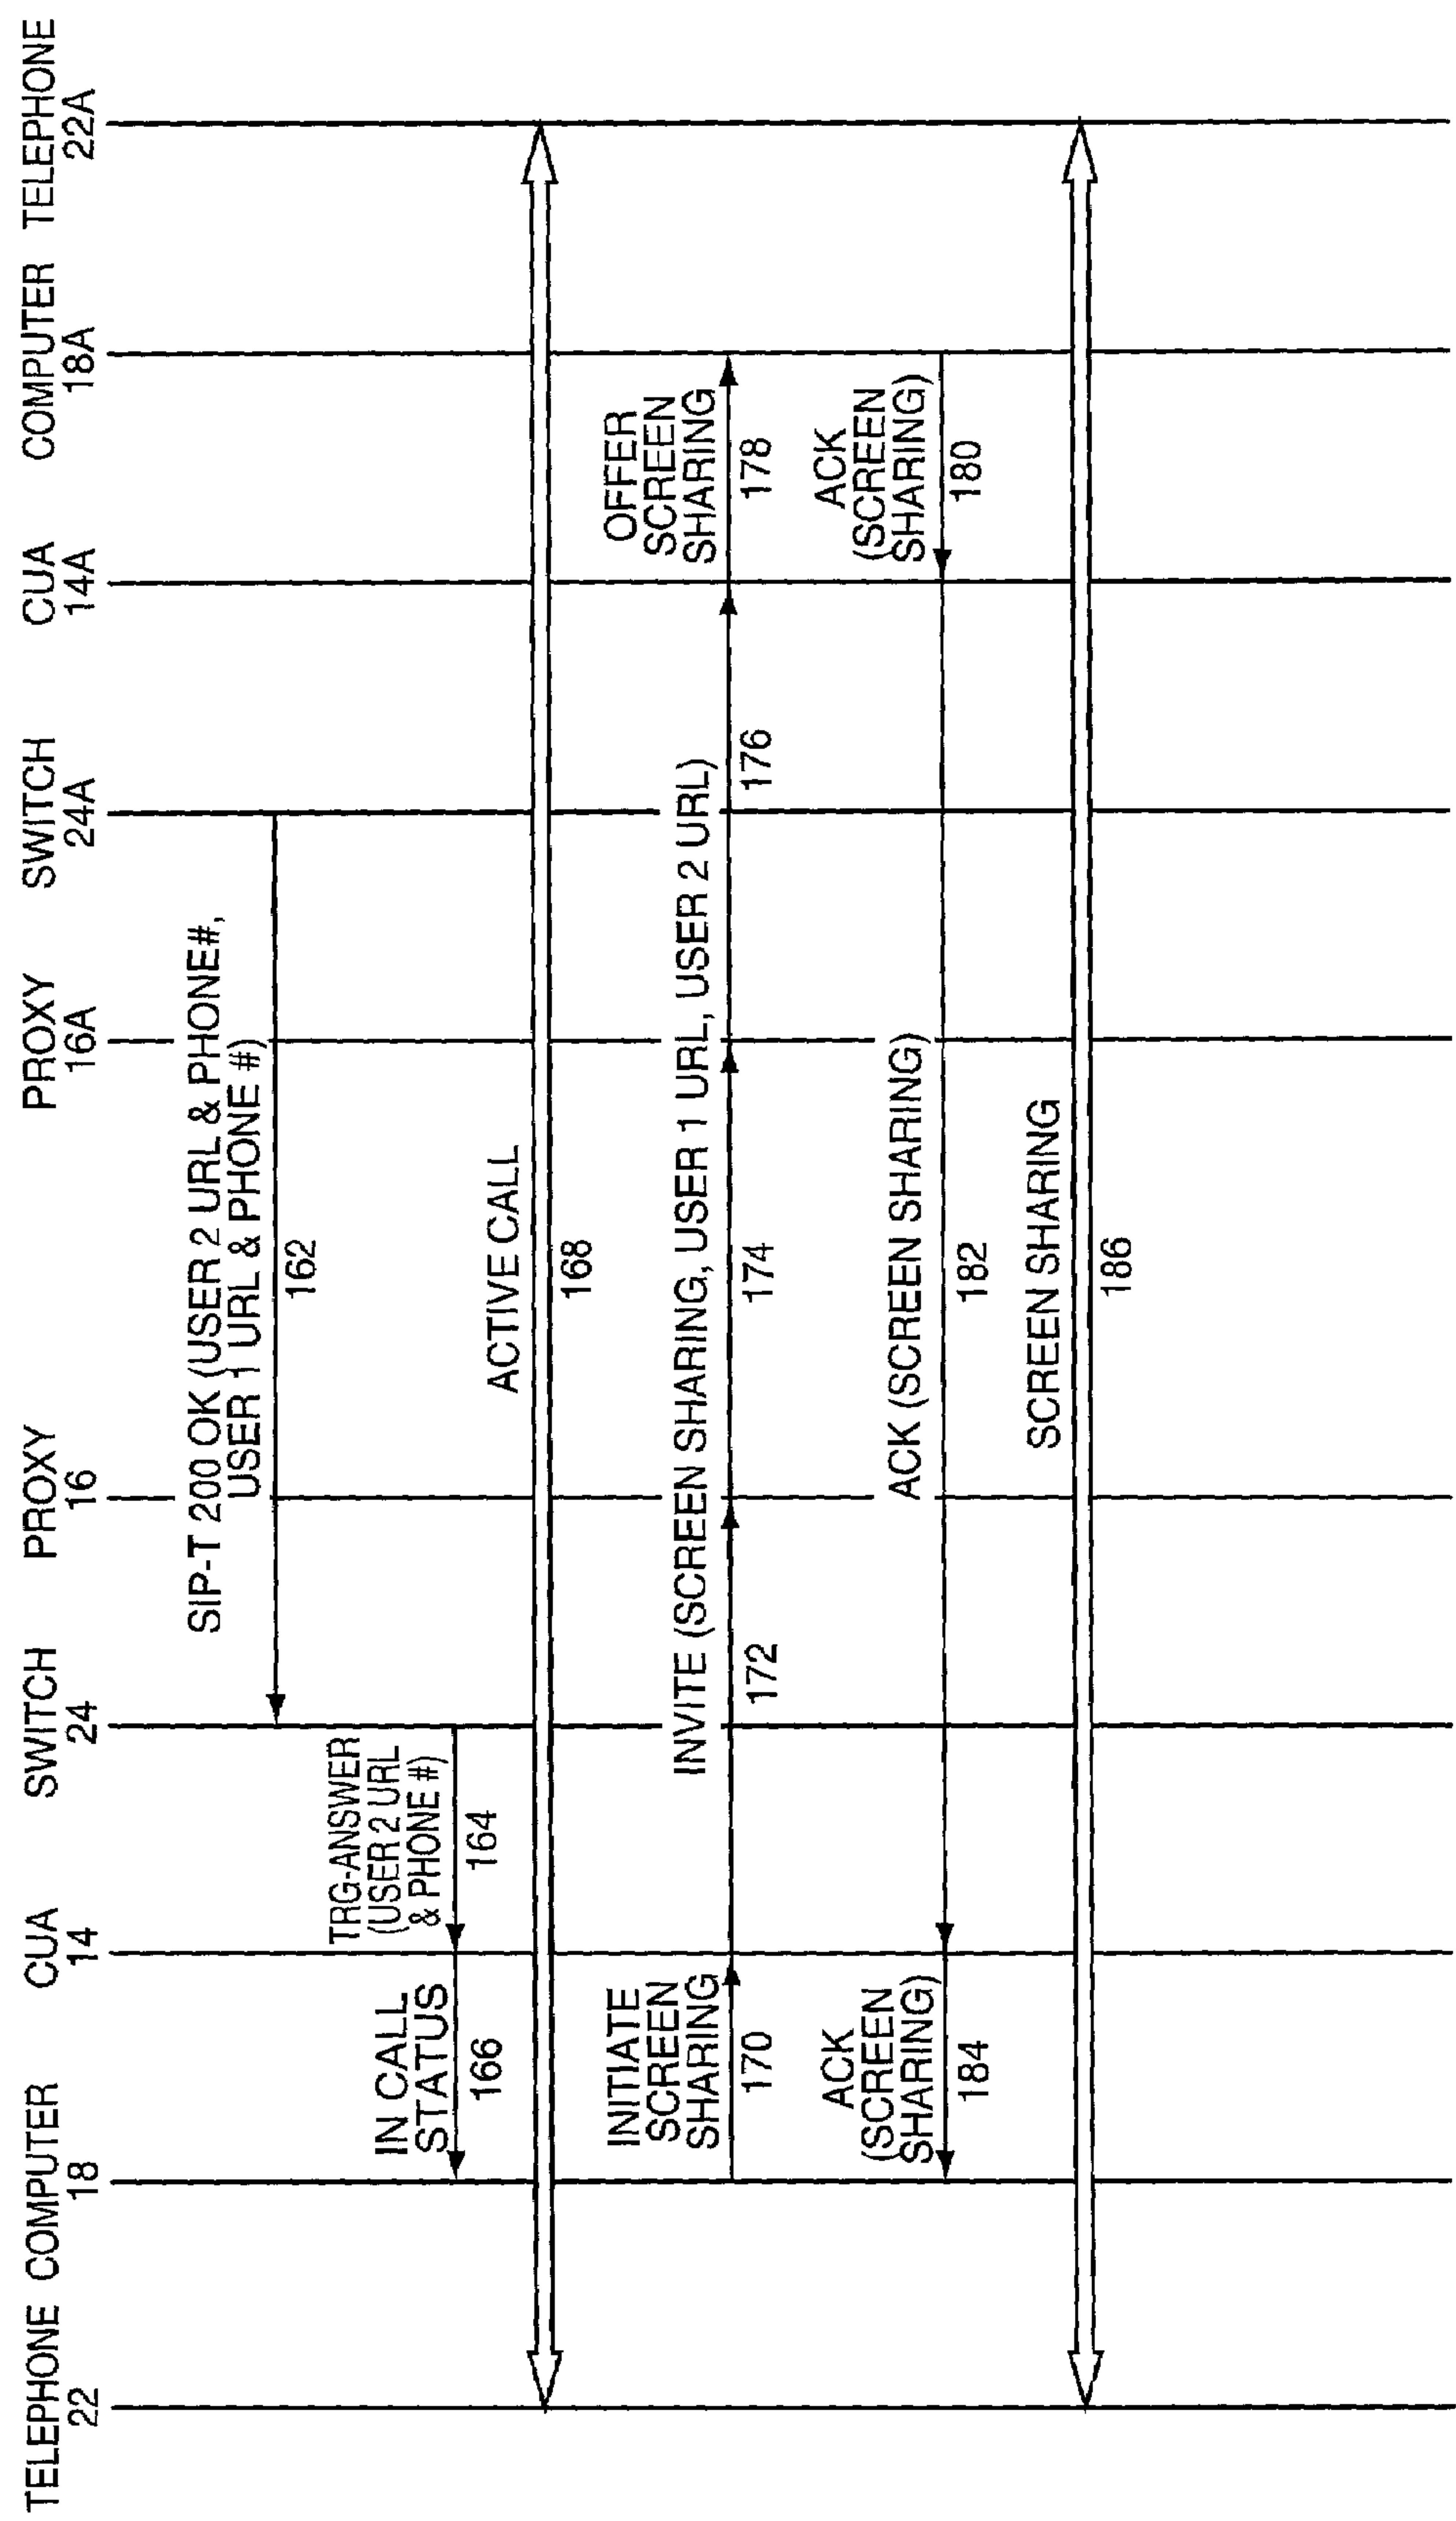 TELEPHONE
22
COMPUTER
18
CUA
14
SWITCH
24
PROXY
16
PROXY
16A
SWITCH
24A
CUA
14A
COMPUTER
18A
TELEPHONE
22A
SIP-T 200 OK (USER 2 URL & PHONE#,
USER 1 URL & PHONE #)
162
TRG-ANSWER
(USER 2 URL
& PHONE #)
164
IN CALL
STATUS
166
ACTIVE CALL
168
INITIATE
SCREEN
SHARING
170
INVITE (SCREEN SHARING, USER 1 URL, USER 2 URL)
172
174
176
OFFER
SCREEN
SHARING
178
ACK
(SCREEN
SHARING)
180
ACK (SCREEN SHARING)
182
ACK
(SCREEN
SHARING)
184
SCREEN SHARING
186